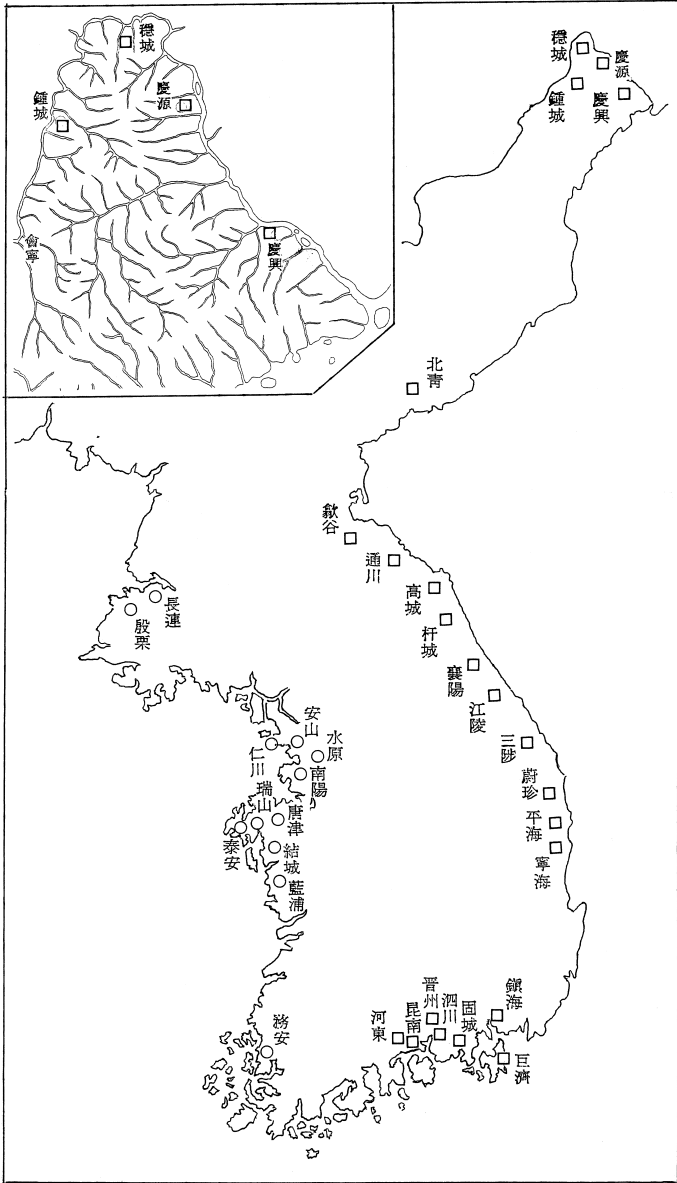 穩城
慶源
鍾城
會寧
慶興
穩城
慶源
鍾城
慶興
北靑
歙谷
通川
高城
杆城
襄陽
江陵
三陟
蔚珍
平海
寧海
長連
殷栗
安山
水原
仁川
南陽
瑞山
唐津
泰安
結城
藍浦
務安
河東
昆南
晋州
泗川
固城
鎭海
巨濟